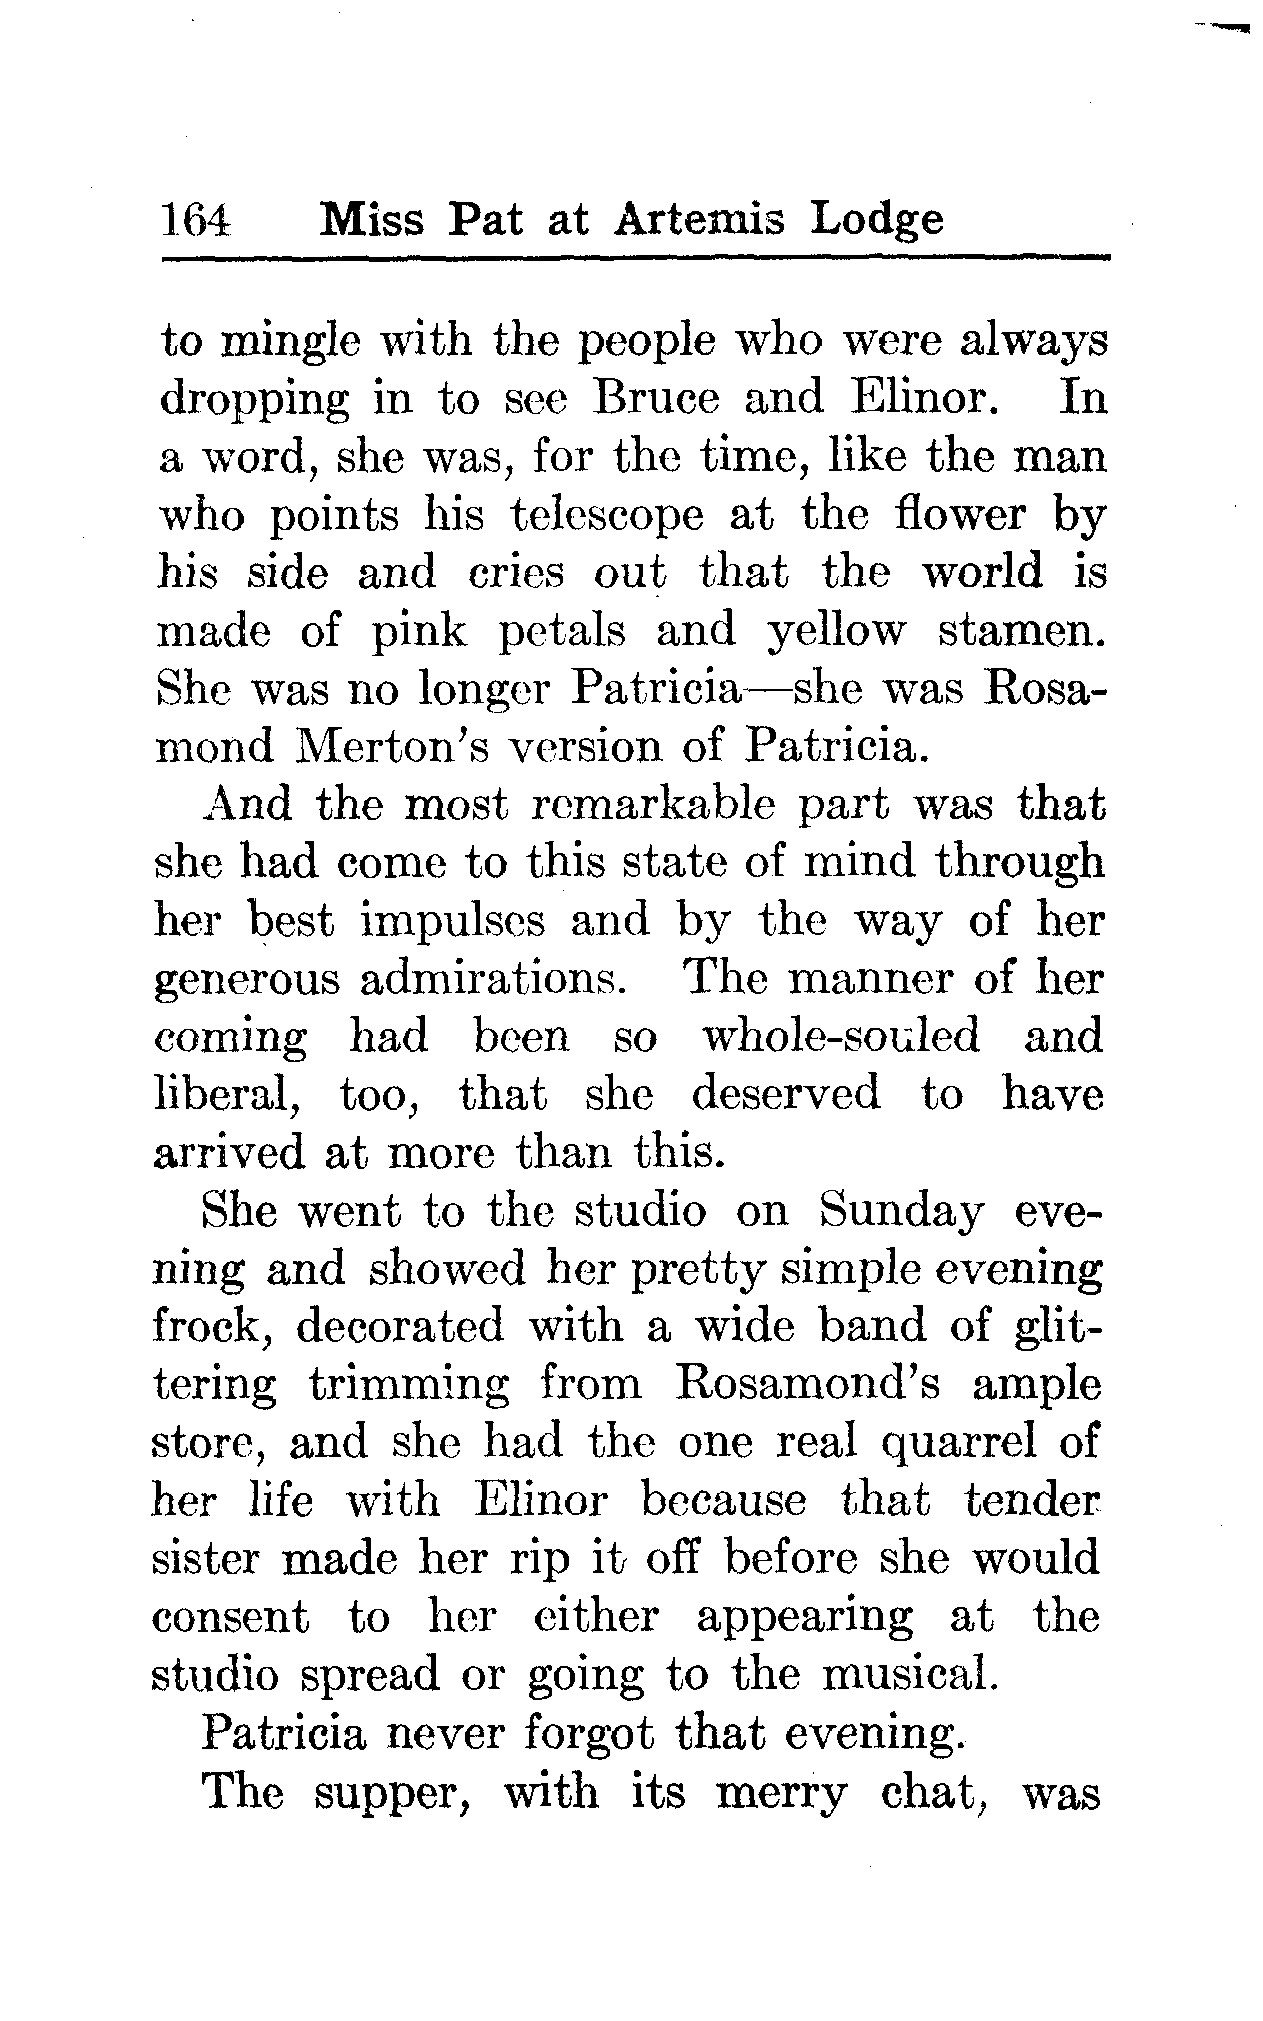 164 Miss Pat at Artemis Lodge
to mingle with the people who were always
dropping in to see Bruce and Elinor. In
a word, she was, for the time, like the man
who points his telescope at the flower by
his side and cries out that the world is
made of pink petals and yellow stamen.
She was no longer Patricia—she was Rosa-
mond Merton's version of Patricia.
And the most remarkable part was that
she had come to this state of mind through
her best impulses and by the way of her
generous admirations. The manner of her
coming had been so whole-souled and
liberal, too, that she deserved to have
arrived at more than this.
She went to the studio on Sunday eve-
ning and showed her pretty simple evening
frock, decorated with a wide band of glit-
tering trimming from Rosamond's ample
store, and she had the one real quarrel of
her life with Elinor because that tender
sister made her rip it off before she would
consent to her either appearing at the
studio spread or going to the musical.
Patricia never forgot that evening.
The supper, with its merry chat, was